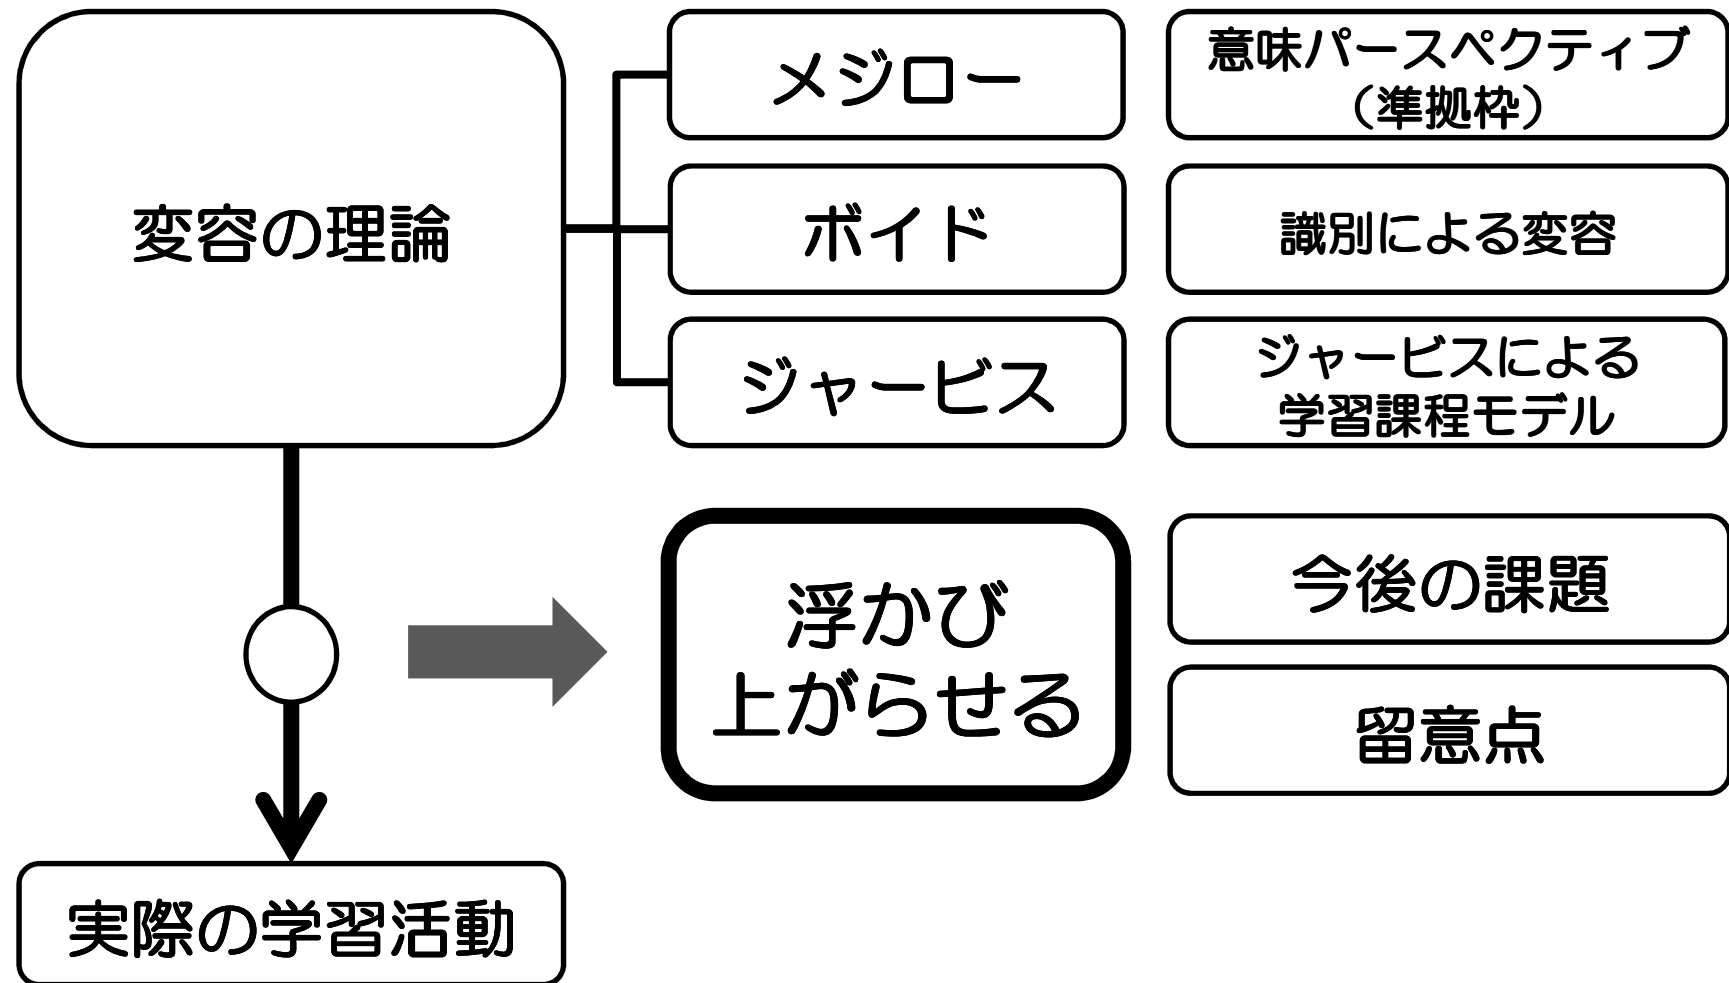 変容の理論
メジロー
意味パースペクティブ
（準拠枠）
ボイド
識別による変容
ジャービス
ジャービスによる
学習課程モデル
浮かび
上がらせる
今後の課題
留意点
実際の学習活動